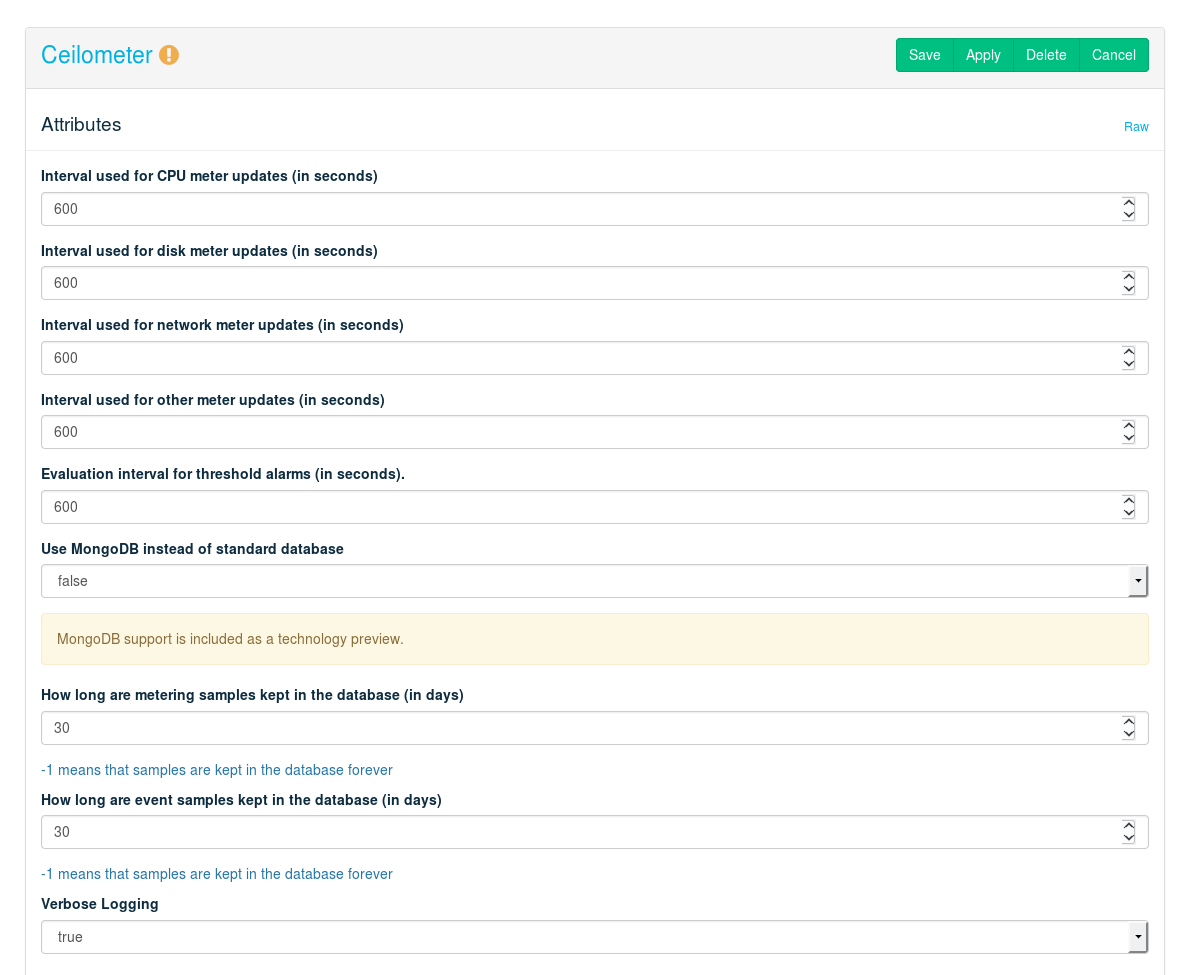 Ceilometer
Save Apply Delete Cancel
Attributes
Raw
Interval used for CPU meter updates (in seconds)
600
Interval used for disk meter updates (in seconds)
600
Interval used for network meter updates (in seconds)
600
Interval used for other meter updates (in seconds)
600
Evaluation interval for threshold alarms (in seconds).
600
Use MongoDB instead of standard database
false
MongoDB support is included as a technology preview.
How long are metering samples kept in the database (in days)
30
-1 means that samples are kept in the database forever
How long are event samples kept in the database (in days)
30
-1 means that samples are kept in the database forever
Verbose Logging
true